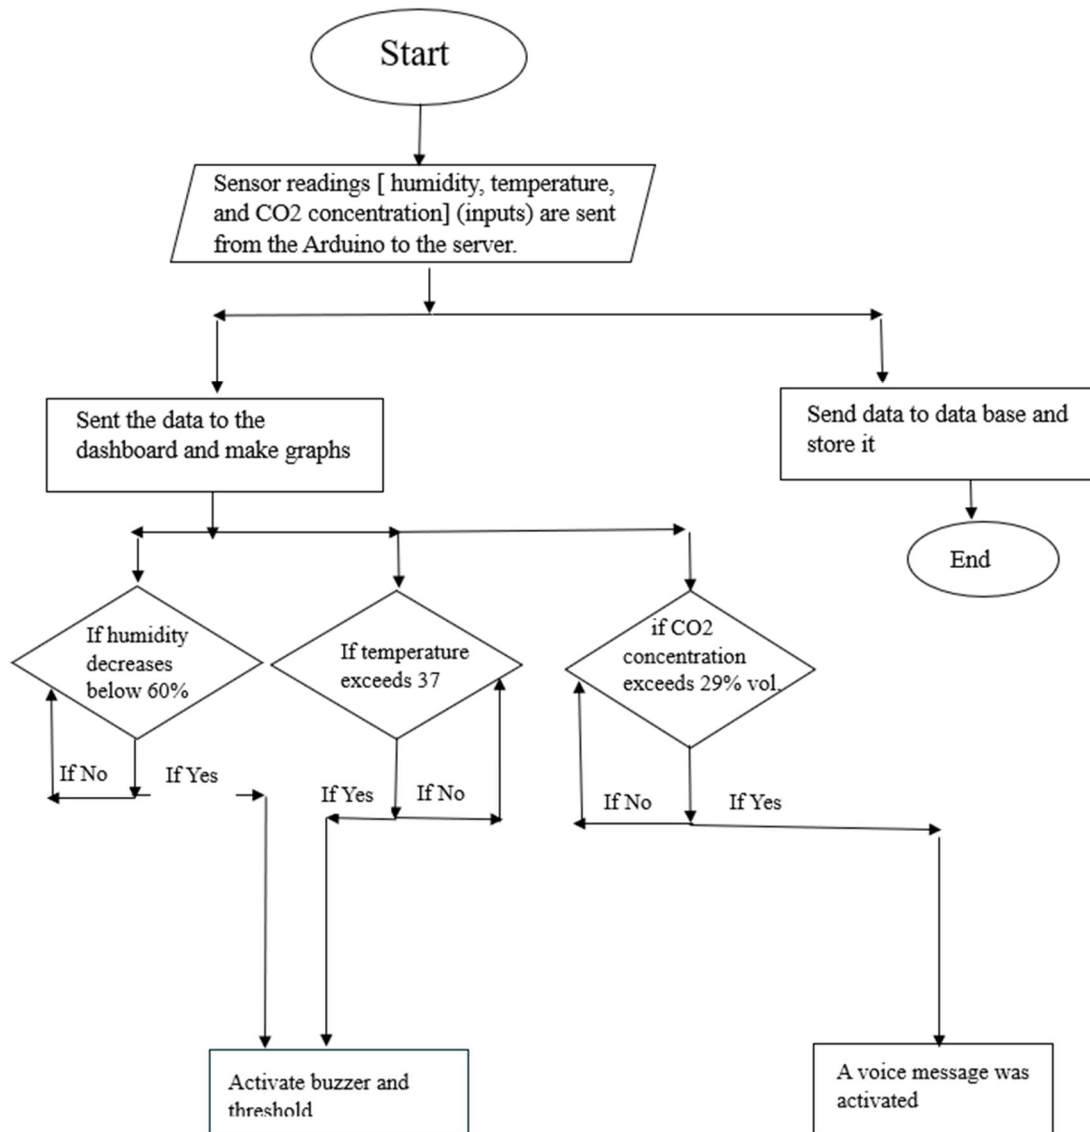 Start
Sensor readings [ humidity, temperature,
and CO2 concentration] (inputs) are sent
from the Arduino to the server.
Sent the data to the
dashboard and make graphs
Send data to data base and
store it
End
If humidity
decreases
below 60%
If temperature
exceeds 37
if CO2
concentration
exceeds 29% vol.
If No
If Yes
If Yes
If No
If No
If Yes
Activate buzzer and
threshold
A voice message was
activated